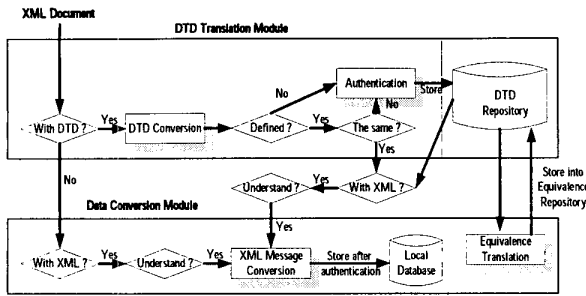 XML Document
DTD Translation Module
No
Authentication
Store
DTD
Repository
No
With DTD ?
Yes
DTD Conversion
Defined ?
Yes
The same ?
Yes
No
Understand ?
Yes
With XML ?
Store into
Equivalence
Repository
Data Conversion Module
Yes
With XML ?
Yes
Understand ?
Yes
XML Message
Conversion
Store after
authentication
Local
Database
Equivalence
Translation